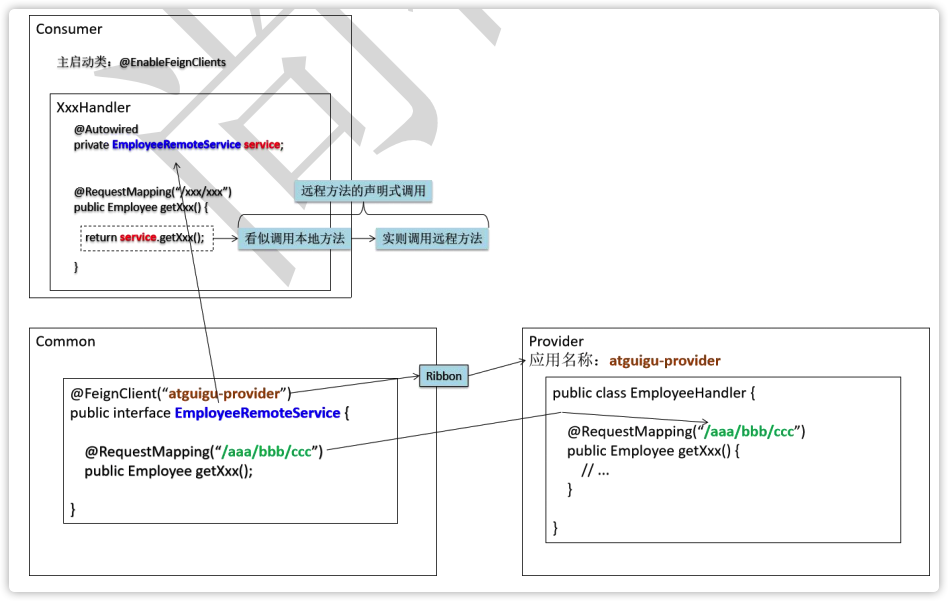 Consumer
主启动类：@EnableFeignClients
XxxHandler
@Autowired
private EmployeeRemoteService service;
@RequestMapping(“/xxx/xxx”)
public Employee getXxx() {
return service.getXxx();
}
远程方法的声明式调用
看似调用本地方法
实则调用远程方法
Common
@FeignClient(“atguigu-provider”)
public interface EmployeeRemoteService {
@RequestMapping(“/aaa/bbb/ccc”)
public Employee getXxx();
}
Ribbon
Provider
应用名称：atguigu-provider
public class EmployeeHandler {
@RequestMapping(“/aaa/bbb/ccc”)
public Employee getXxx() {
// ...
}
}